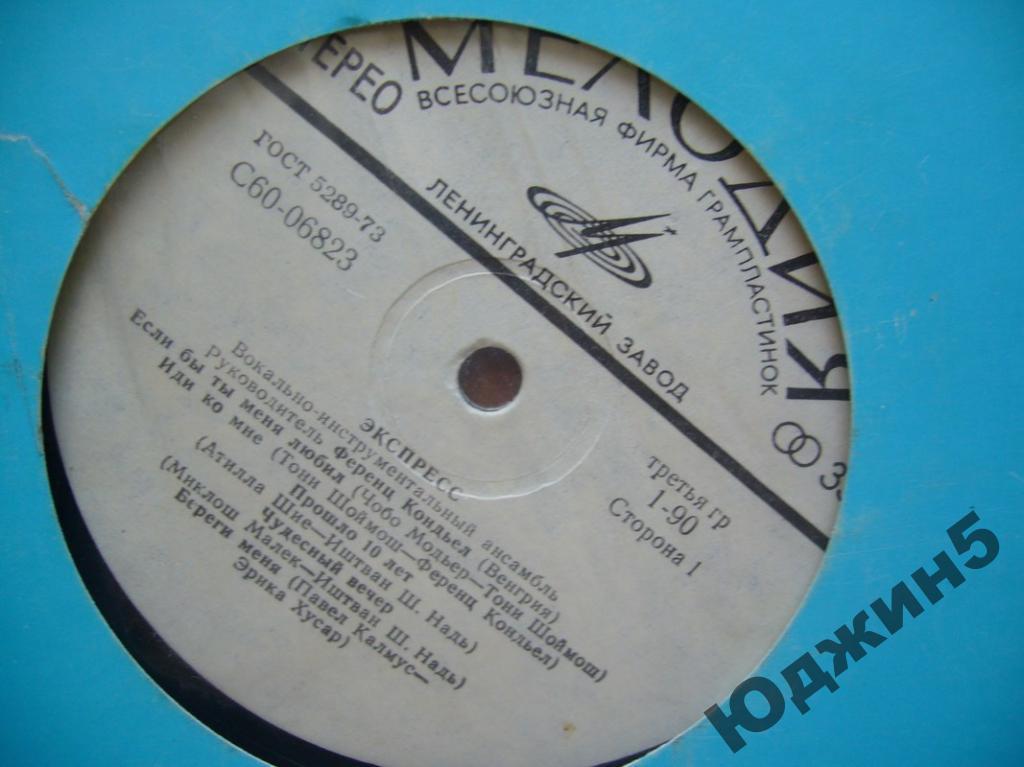 МЕЛОДИЯ
ВСЕСОЮЗНАЯ ФИРМА ГРАМПЛАСТИНОК
ТЕРЕО
ЛЕНИНГРАДСКИЙ ЗАВОД
33
ГОСТ 5289-73
С60-06823
третья гр
1-90
Сторона 1
ЭКСПРЕСС
Вокально-инструментальный ансамбль
Руководитель Ференц Кондьел (Венгрия)
Если бы ты меня любил (Чобо Модьер—Тони Шоймош)
Иди ко мне (Тони Шоймош—Ференц Кондьел)
Прошло 10 лет
(Атилла Шие—Иштван Ш. Надь)
Чудесный вечер
(Миклош Малек—Иштван Ш. Надь)
Береги меня (Павел Калмус—
Эрика Хусар)
Юджин5